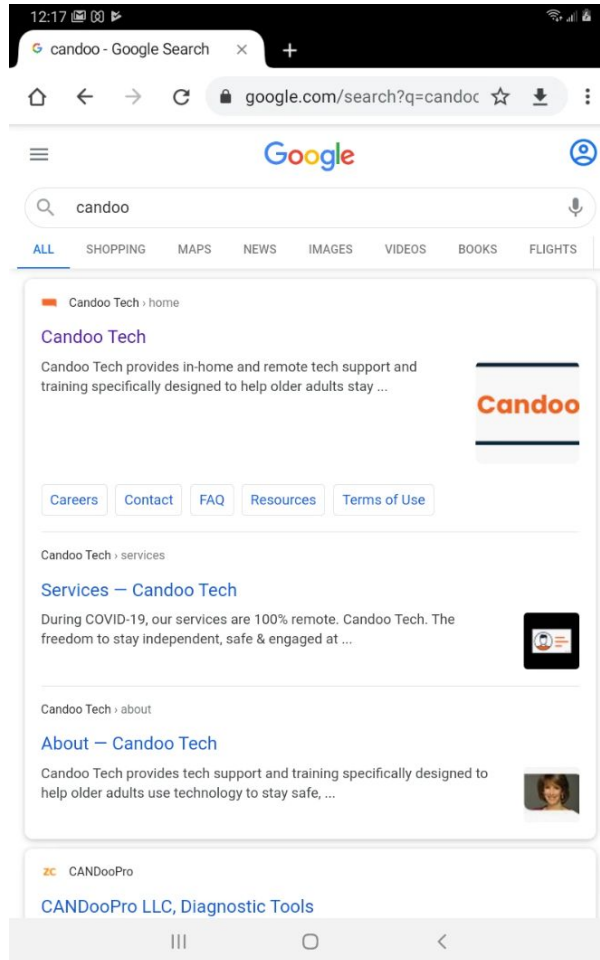 12:17
candoo - Google Search
google.com/search?q=candoc
Google
candoo
ALL SHOPPING MAPS NEWS IMAGES VIDEOS BOOKS FLIGHTS
Candoo Tech › home
Candoo Tech
Candoo Tech provides in-home and remote tech support and
training specifically designed to help older adults stay ...
Candoo
Careers Contact FAQ Resources Terms of Use
Candoo Tech › services
Services — Candoo Tech
During COVID-19, our services are 100% remote. Candoo Tech. The
freedom to stay independent, safe & engaged at ...
Candoo Tech › about
About — Candoo Tech
Candoo Tech provides tech support and training specifically designed to
help older adults use technology to stay safe, ...
ZC CANDooPro
CANDooPro LLC, Diagnostic Tools